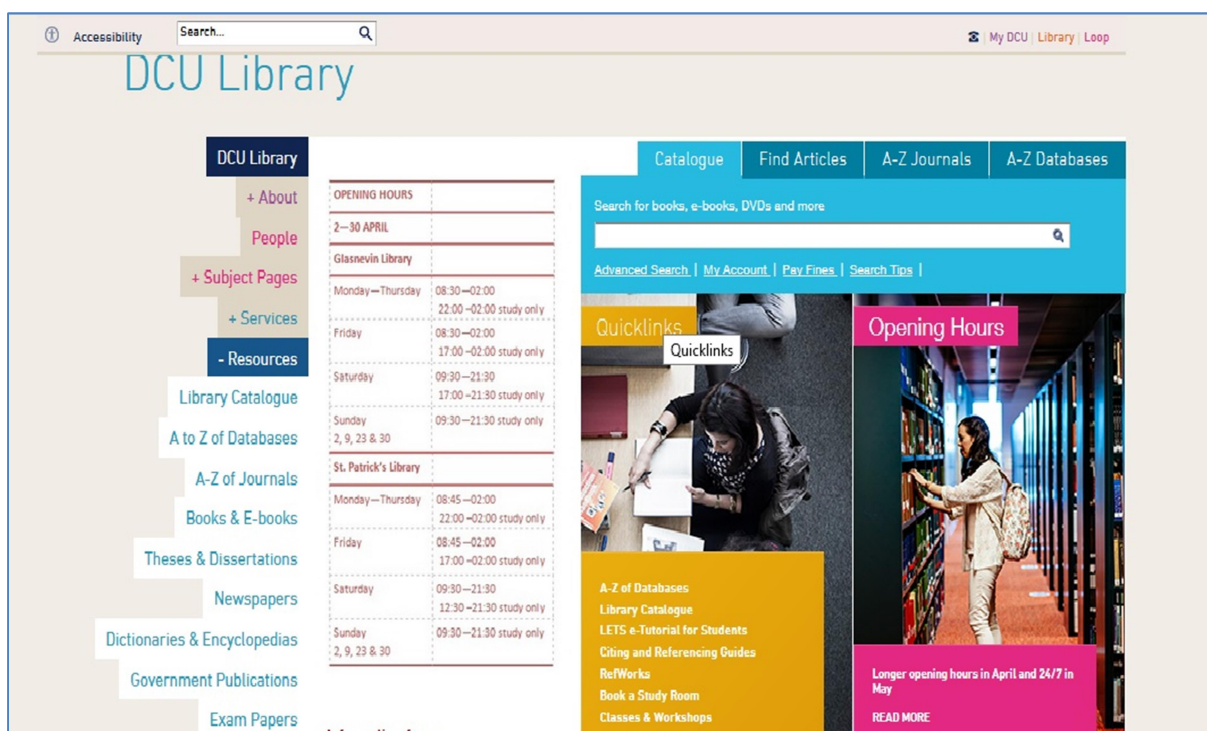 Accessibility
Search...
My DCU | Library | Loop
DCU Library
DCU Library
+ About
People
+ Subject Pages
+ Services
- Resources
Library Catalogue
A to Z of Databases
A-Z of Journals
Books & E-books
Theses & Dissertations
Newspapers
Dictionaries & Encyclopedias
Government Publications
Exam Papers
OPENING HOURS
2—30 APRIL
Glasnevin Library
Monday—Thursday 08:30—02:00
22:00 –02:00 study only
Friday 08:30—02:00
17:00 –02:00 study only
Saturday 09:30—21:30
17:00 –21:30 study only
Sunday 09:30—21:30 study only
2, 9, 23 & 30
St. Patrick's Library
Monday—Thursday 08:45 —02:00
22:00 –02:00 study only
Friday 08:45—02:00
17:00 –02:00 study only
Saturday 09:30—21:30
12:30 –21:30 study only
Sunday 09:30—21:30 study only
2, 9, 23 & 30
Catalogue Find Articles A-Z Journals A-Z Databases
Search for books, e-books, DVDs and more
Advanced Search | My Account | Pay Fines | Search Tips |
Quicklinks
Quicklinks
A-Z of Databases
Library Catalogue
LETS e-Tutorial for Students
Citing and Referencing Guides
RefWorks
Book a Study Room
Classes & Workshops
Opening Hours
Longer opening hours in April and 24/7 in
May
READ MORE